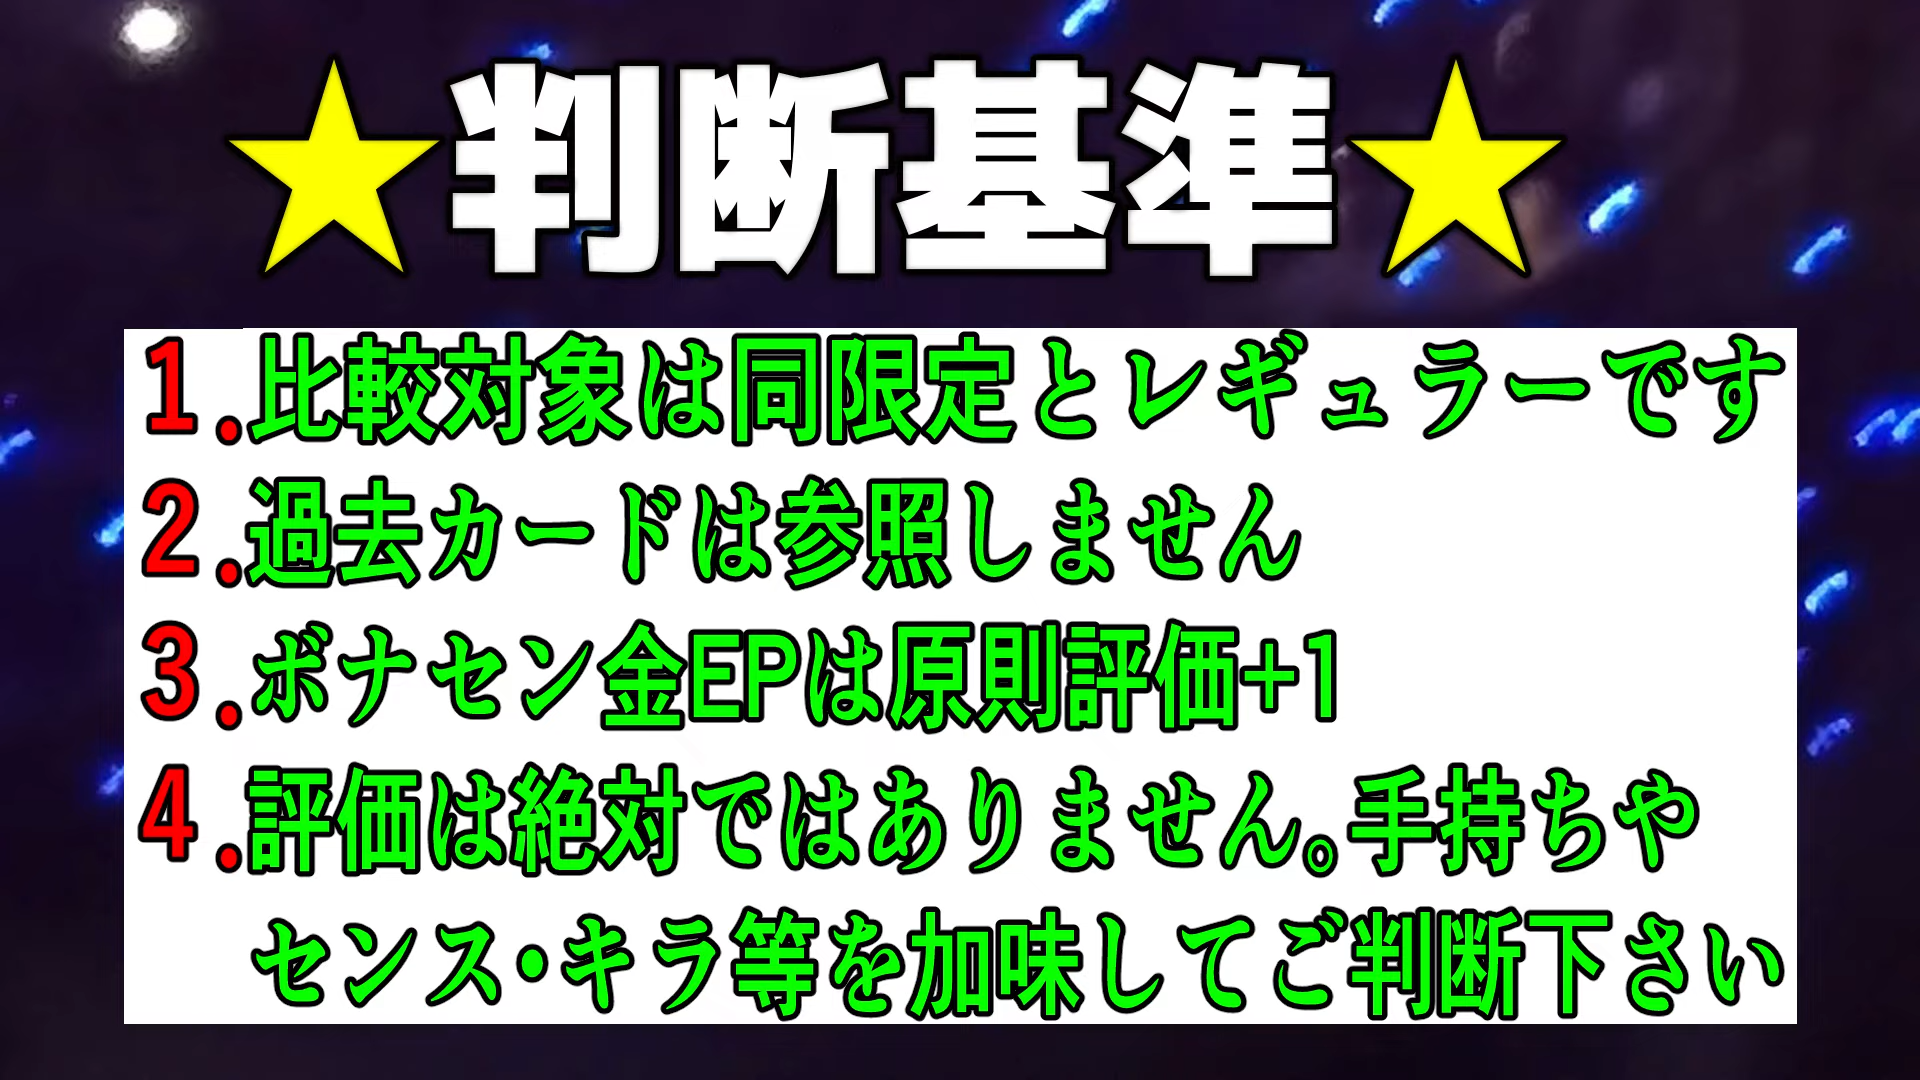 ★判断基準★
1.比較対象は同限定とレギュラーです
2.過去カードは参照しません
3.ボナセン金EPは原則評価+1
4.評価は絶対ではありません。手持ちや
センス・キラ等を加味してご判断下さい